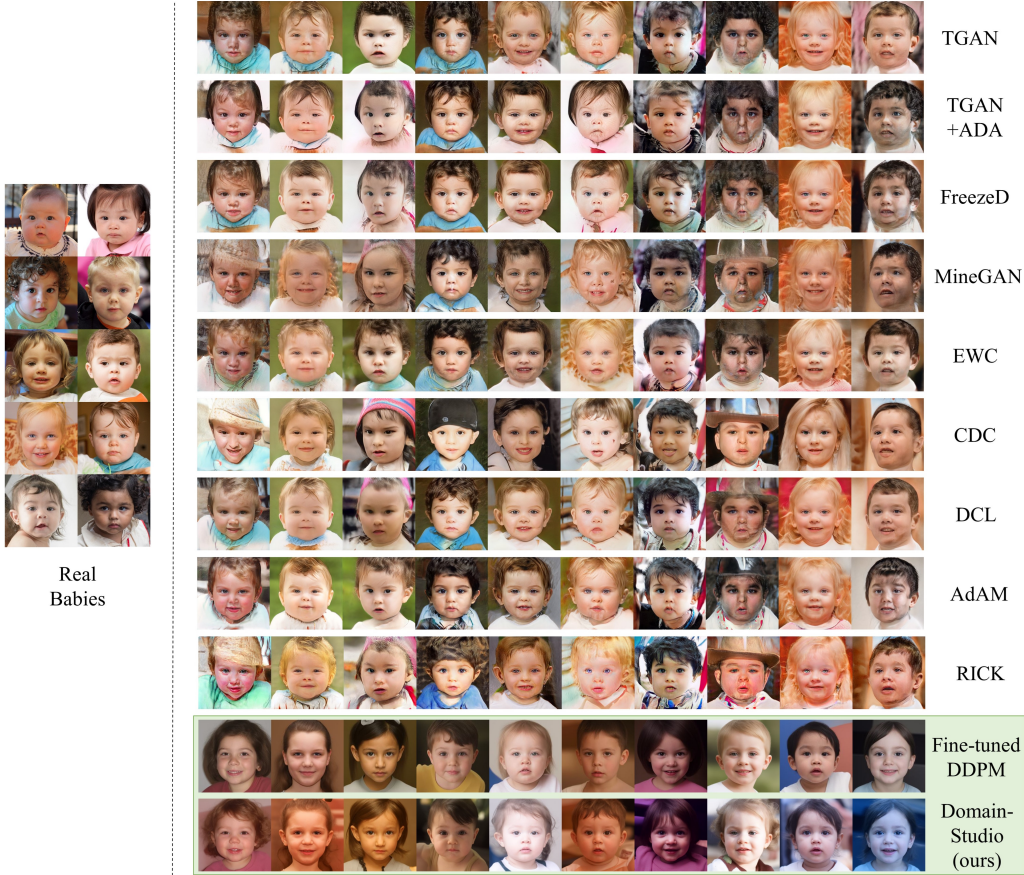 TGAN
TGAN
+ADA
FreezeD
MineGAN
EWC
CDC
DCL
AdAM
RICK
Fine-tuned
DDPM
Domain-
Studio
(ours)
Real
Babies